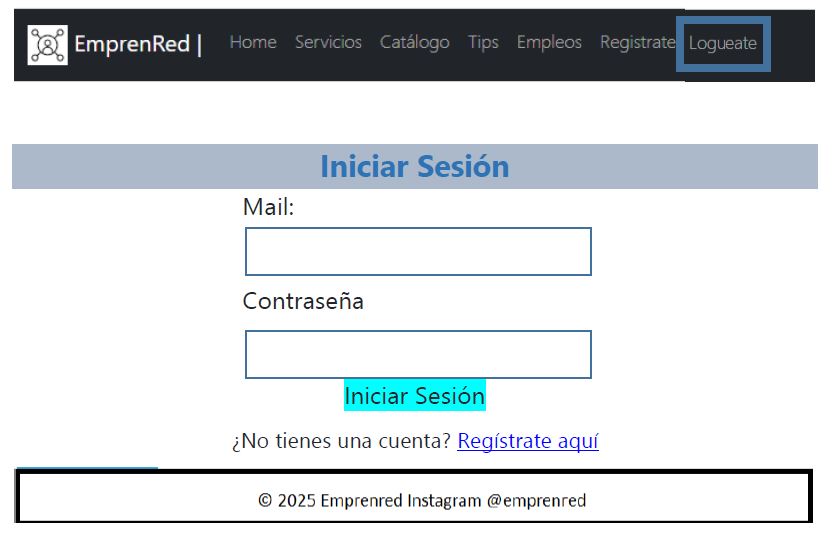 EmprenRed | Home Servicios Catálogo Tips Empleos Registrate Logueate
Iniciar Sesión
Mail:
Contraseña
Iniciar Sesión
¿No tienes una cuenta? Regístrate aquí
© 2025 Emprenred Instagram @emprenred